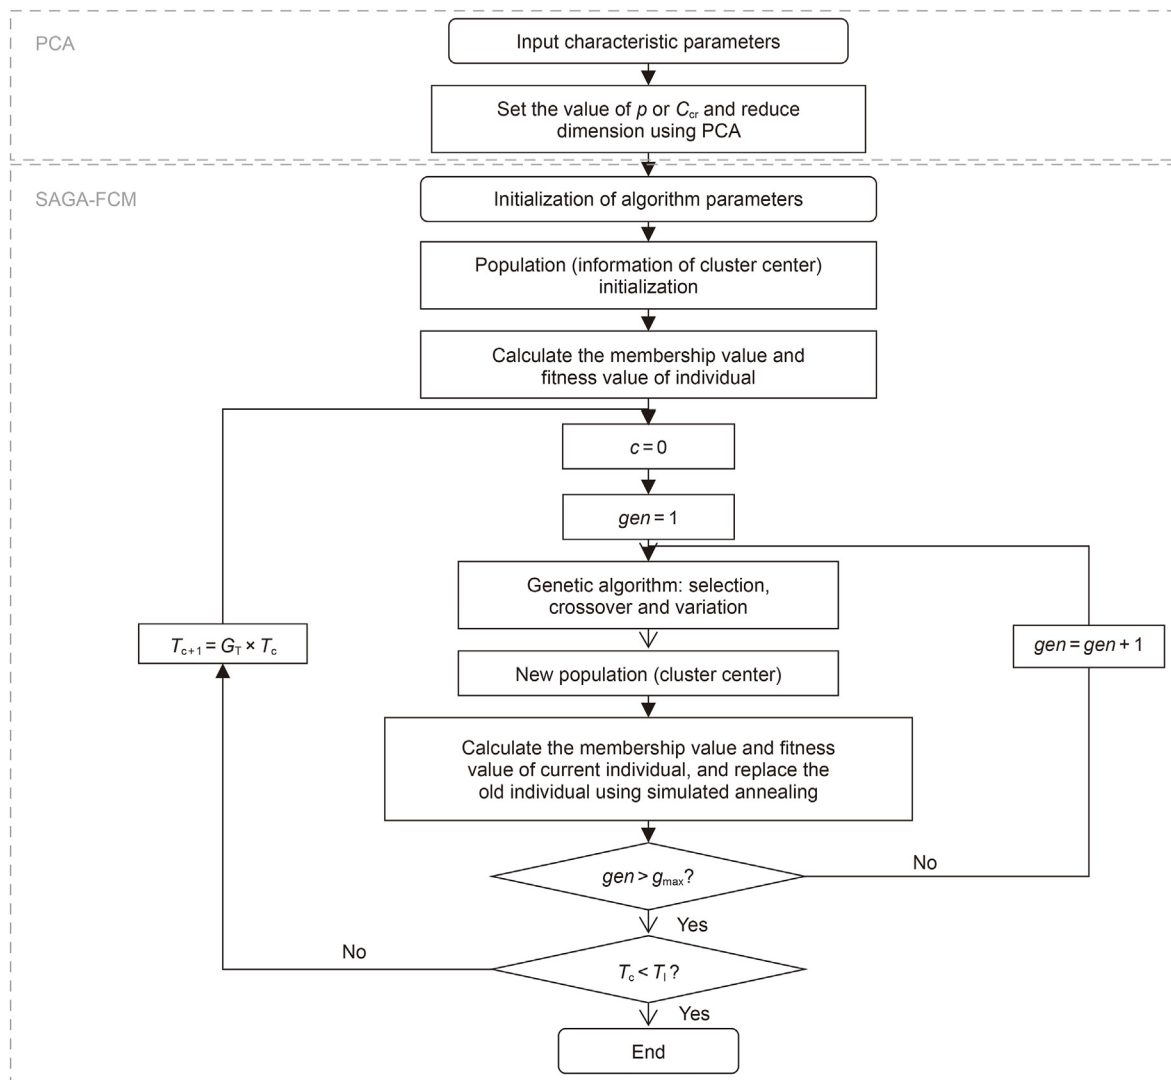 PCA
Input characteristic parameters
Set the value of p or Ccr and reduce
dimension using PCA
SAGA-FCM
Initialization of algorithm parameters
Population (information of cluster center)
initialization
Calculate the membership value and
fitness value of individual
c = 0
gen = 1
Genetic algorithm: selection,
crossover and variation
Tc+1 = GT × Tc
gen = gen + 1
New population (cluster center)
Calculate the membership value and fitness
value of current individual, and replace the
old individual using simulated annealing
gen > gmax?
No
Yes
No
Tc < Tl?
Yes
End